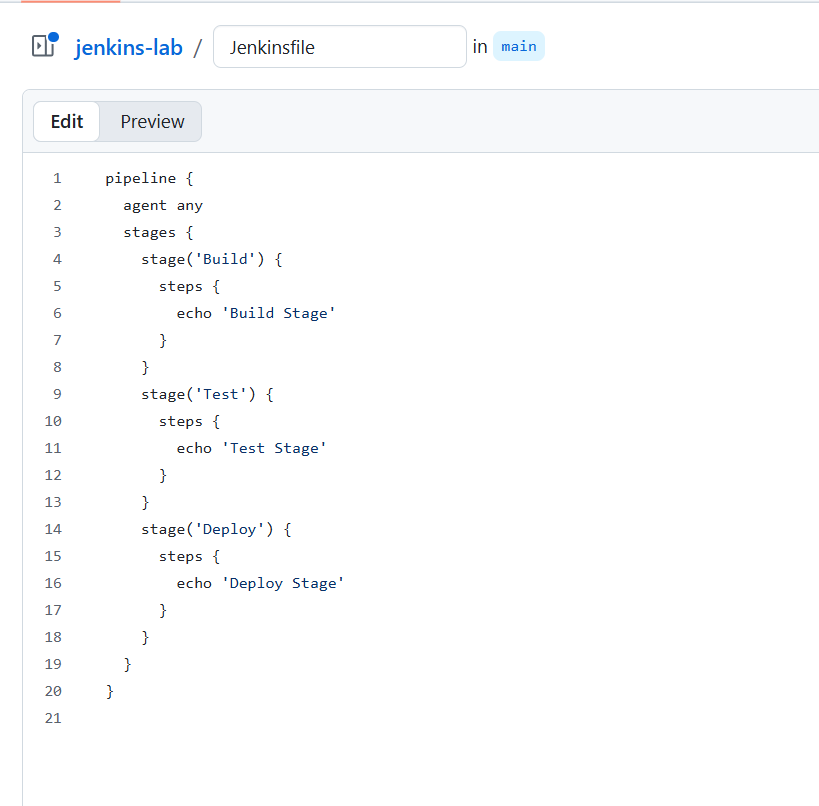 jenkins-lab / Jenkinsfile in main
Edit Preview
1 pipeline {
2   agent any
3   stages {
4     stage('Build') {
5       steps {
6         echo 'Build Stage'
7       }
8     }
9     stage('Test') {
10       steps {
11         echo 'Test Stage'
12       }
13     }
14     stage('Deploy') {
15       steps {
16         echo 'Deploy Stage'
17       }
18     }
19   }
20 }
21